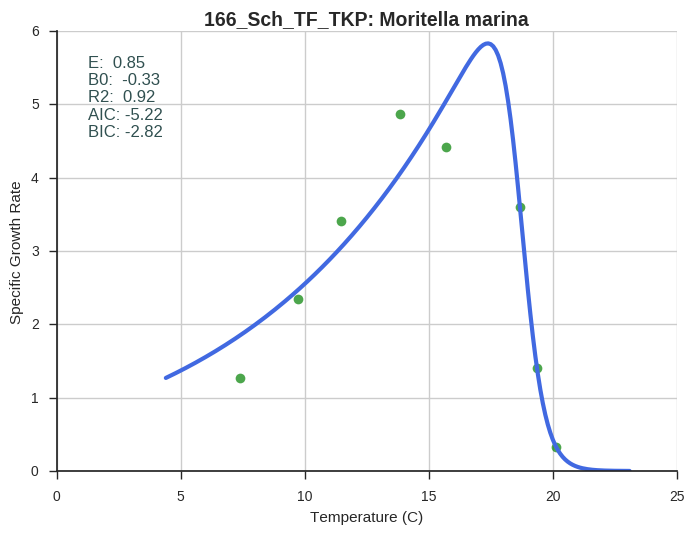 166_Sch_TF_TKP: Moritella marina
E:  0.85
B0:  -0.33
R2:  0.92
AIC: -5.22
BIC: -2.82
Specific Growth Rate
6
5
4
3
2
1
0
0 5 10 15 20 25
Temperature (C)